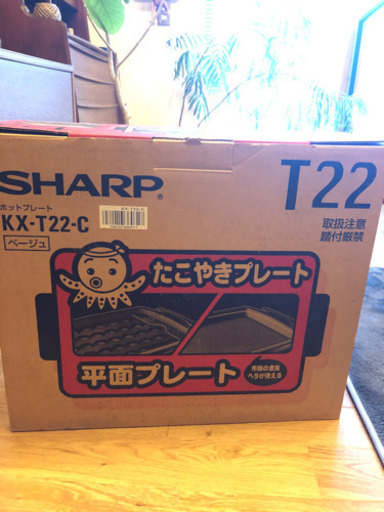 SHARP
T22
ホットプレート
KX-T22-C
KX-T22-C
ベージュ
取扱注意
踏付厳禁
たこやきプレート
平面プレート
市販の金属
ヘラが使える